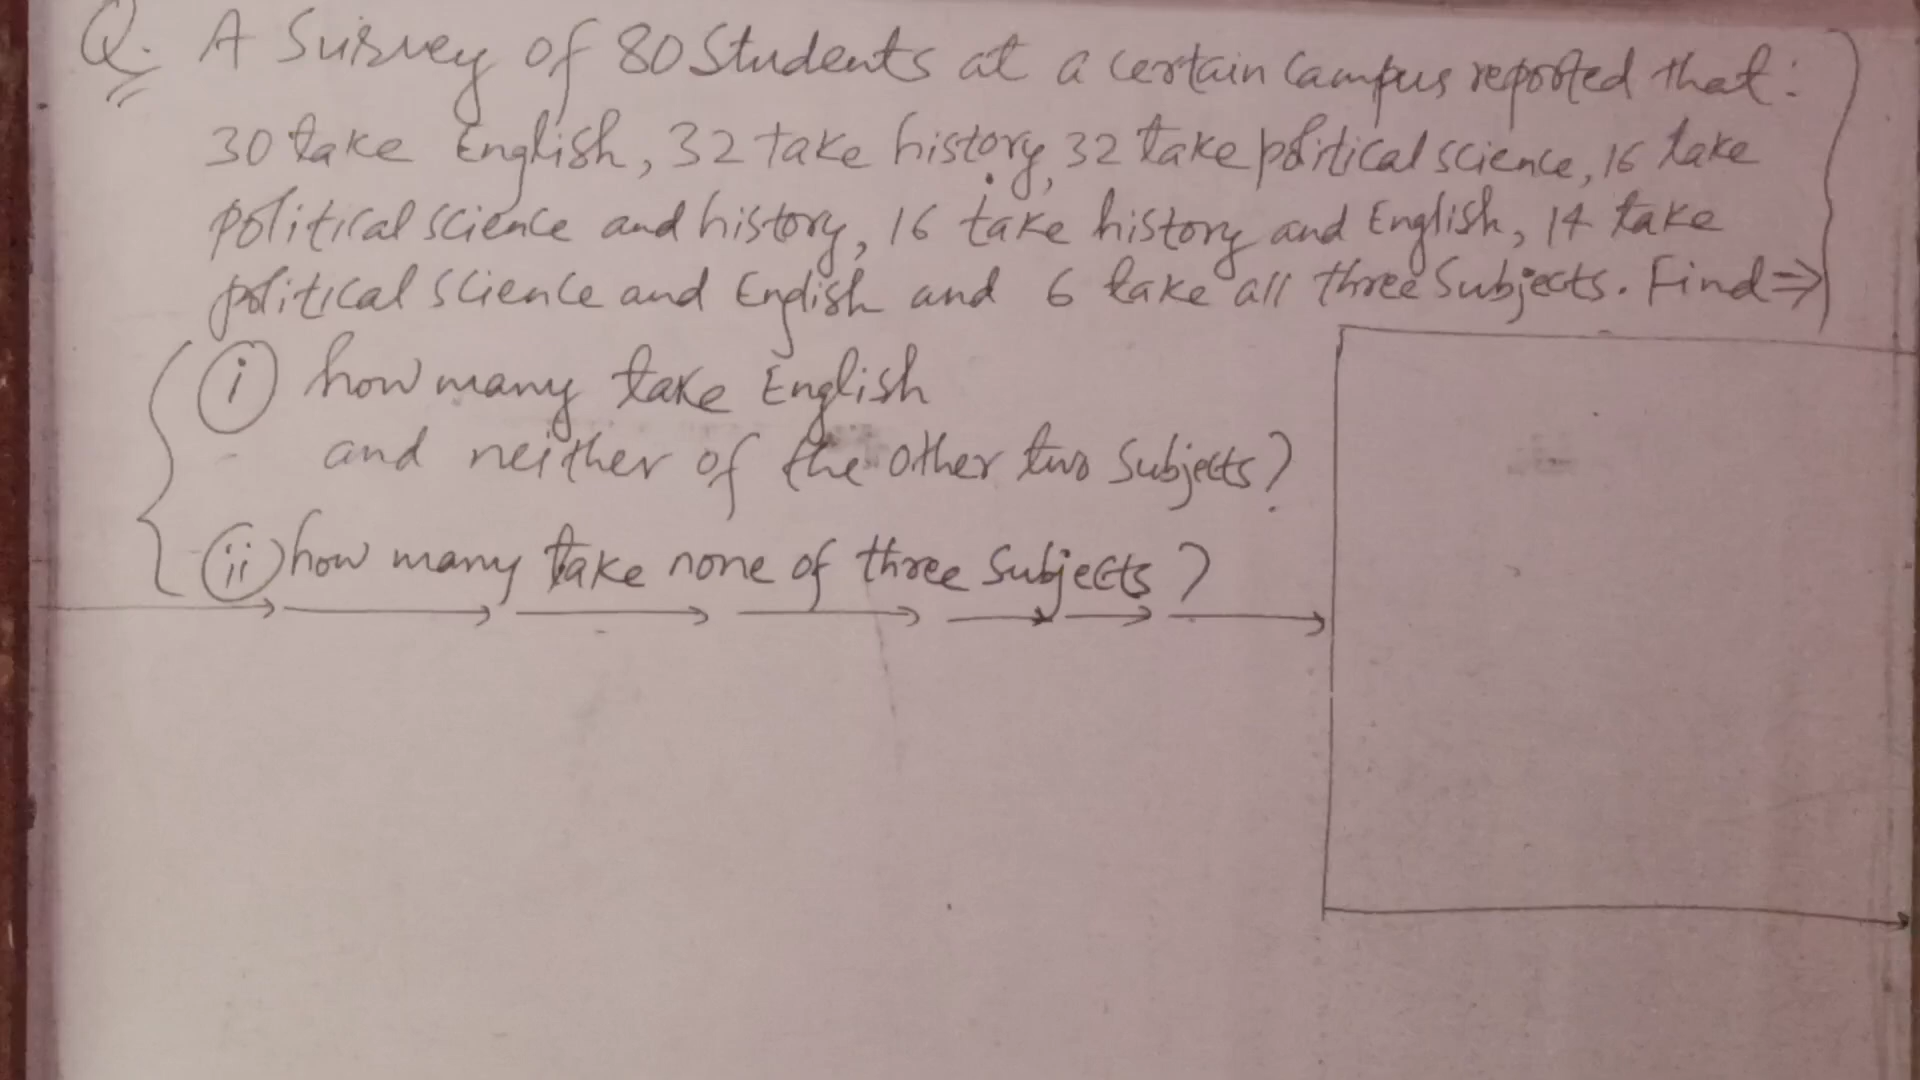 Q. A Survey of 80 Students at a certain Campus reported that:
30 take English, 32 take history, 32 take political science, 16 take
political science and history, 16 take history and English, 14 take
political science and English and 6 take all three Subjects. Find ⇒
(i) how many take English
and neither of the other two Subjects?
(ii) how many take none of three Subjects?